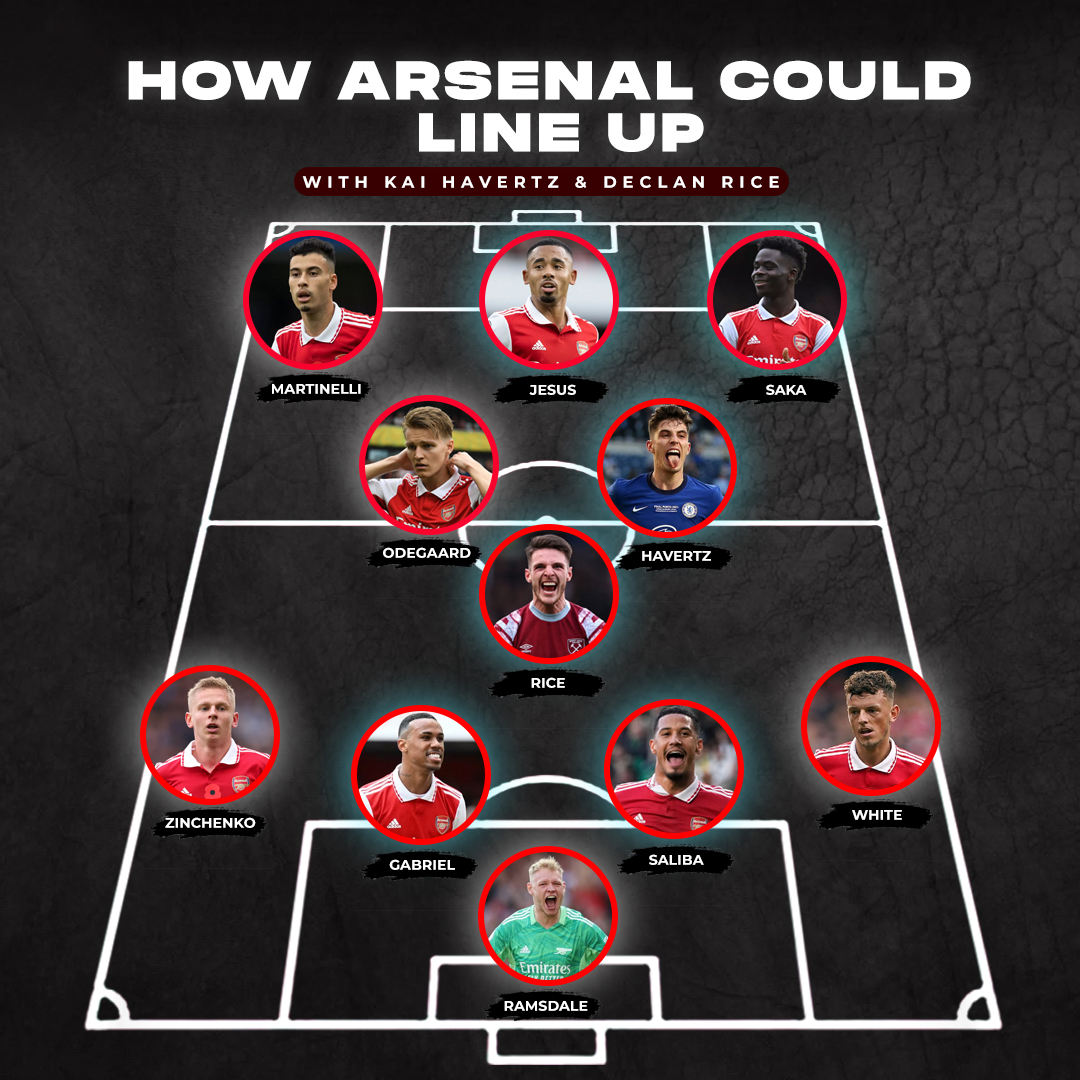 HOW ARSENAL COULD
LINE UP
WITH KAI HAVERTZ & DECLAN RICE
MARTINELLI
JESUS
SAKA
ODEGAARD
HAVERTZ
RICE
ZINCHENKO
GABRIEL
SALIBA
WHITE
Emirates
RAMSDALE